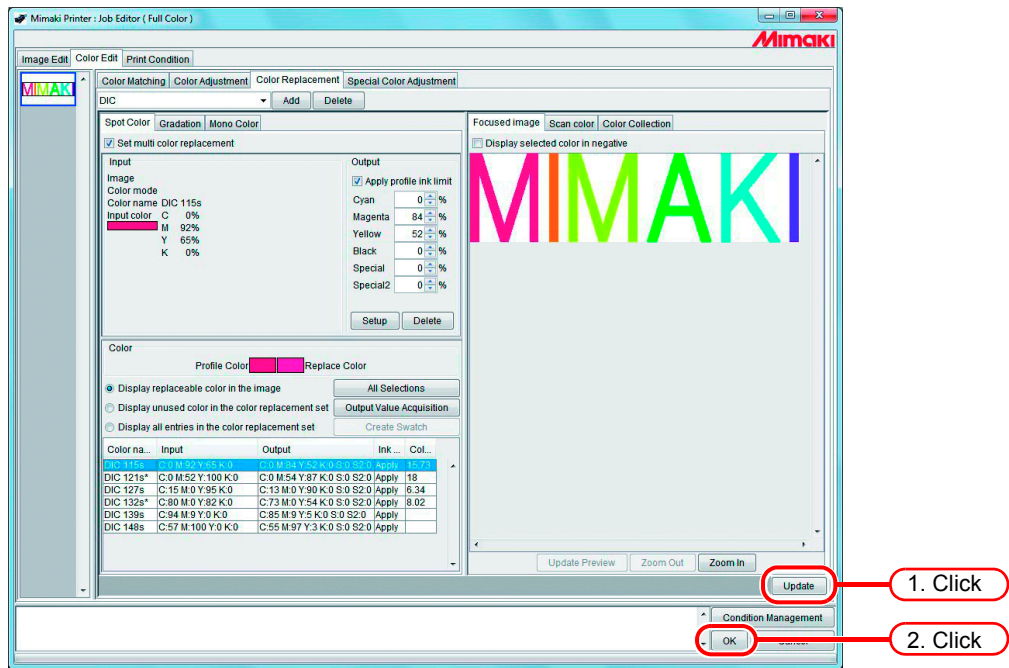 Mimaki Printer : Job Editor ( Full Color )
Mimaki
Image Edit Color Edit Print Condition
MIMAKI
Color Matching Color Adjustment Color Replacement Special Color Adjustment
DIC Add Delete
Spot Color Gradation Mono Color
Set multi color replacement
Input
Image
Color mode
Color name DIC 115s
Input color C 0%
M 92%
Y 65%
K 0%
Output
Apply profile ink limit
Cyan 0 %
Magenta 84 %
Yellow 52 %
Black 0 %
Special 0 %
Special2 0 %
Setup Delete
Color
Profile Color Replace Color
Display replaceable color in the image All Selections
Display unused color in the color replacement set Output Value Acquisition
Display all entries in the color replacement set Create Swatch
Color na... Input Output Ink ... Col...
DIC 115s C:0 M:92 Y:65 K:0 C:0 M:84 Y:52 K:0 S:0 S2:0 Apply 15.73
DIC 121s* C:0 M:52 Y:100 K:0 C:0 M:54 Y:87 K:0 S:0 S2:0 Apply 18
DIC 127s C:15 M:0 Y:95 K:0 C:13 M:0 Y:90 K:0 S:0 S2:0 Apply 6.34
DIC 132s* C:80 M:0 Y:82 K:0 C:73 M:0 Y:54 K:0 S:0 S2:0 Apply 8.02
DIC 139s C:94 M:9 Y:0 K:0 C:85 M:9 Y:5 K:0 S:0 S2:0 Apply
DIC 148s C:57 M:100 Y:0 K:0 C:55 M:97 Y:3 K:0 S:0 S2:0 Apply
Focused image Scan color Color Collection
Display selected color in negative
MIMAKI
Update Preview Zoom Out Zoom In
Update
1. Click
Condition Management
OK
2. Click